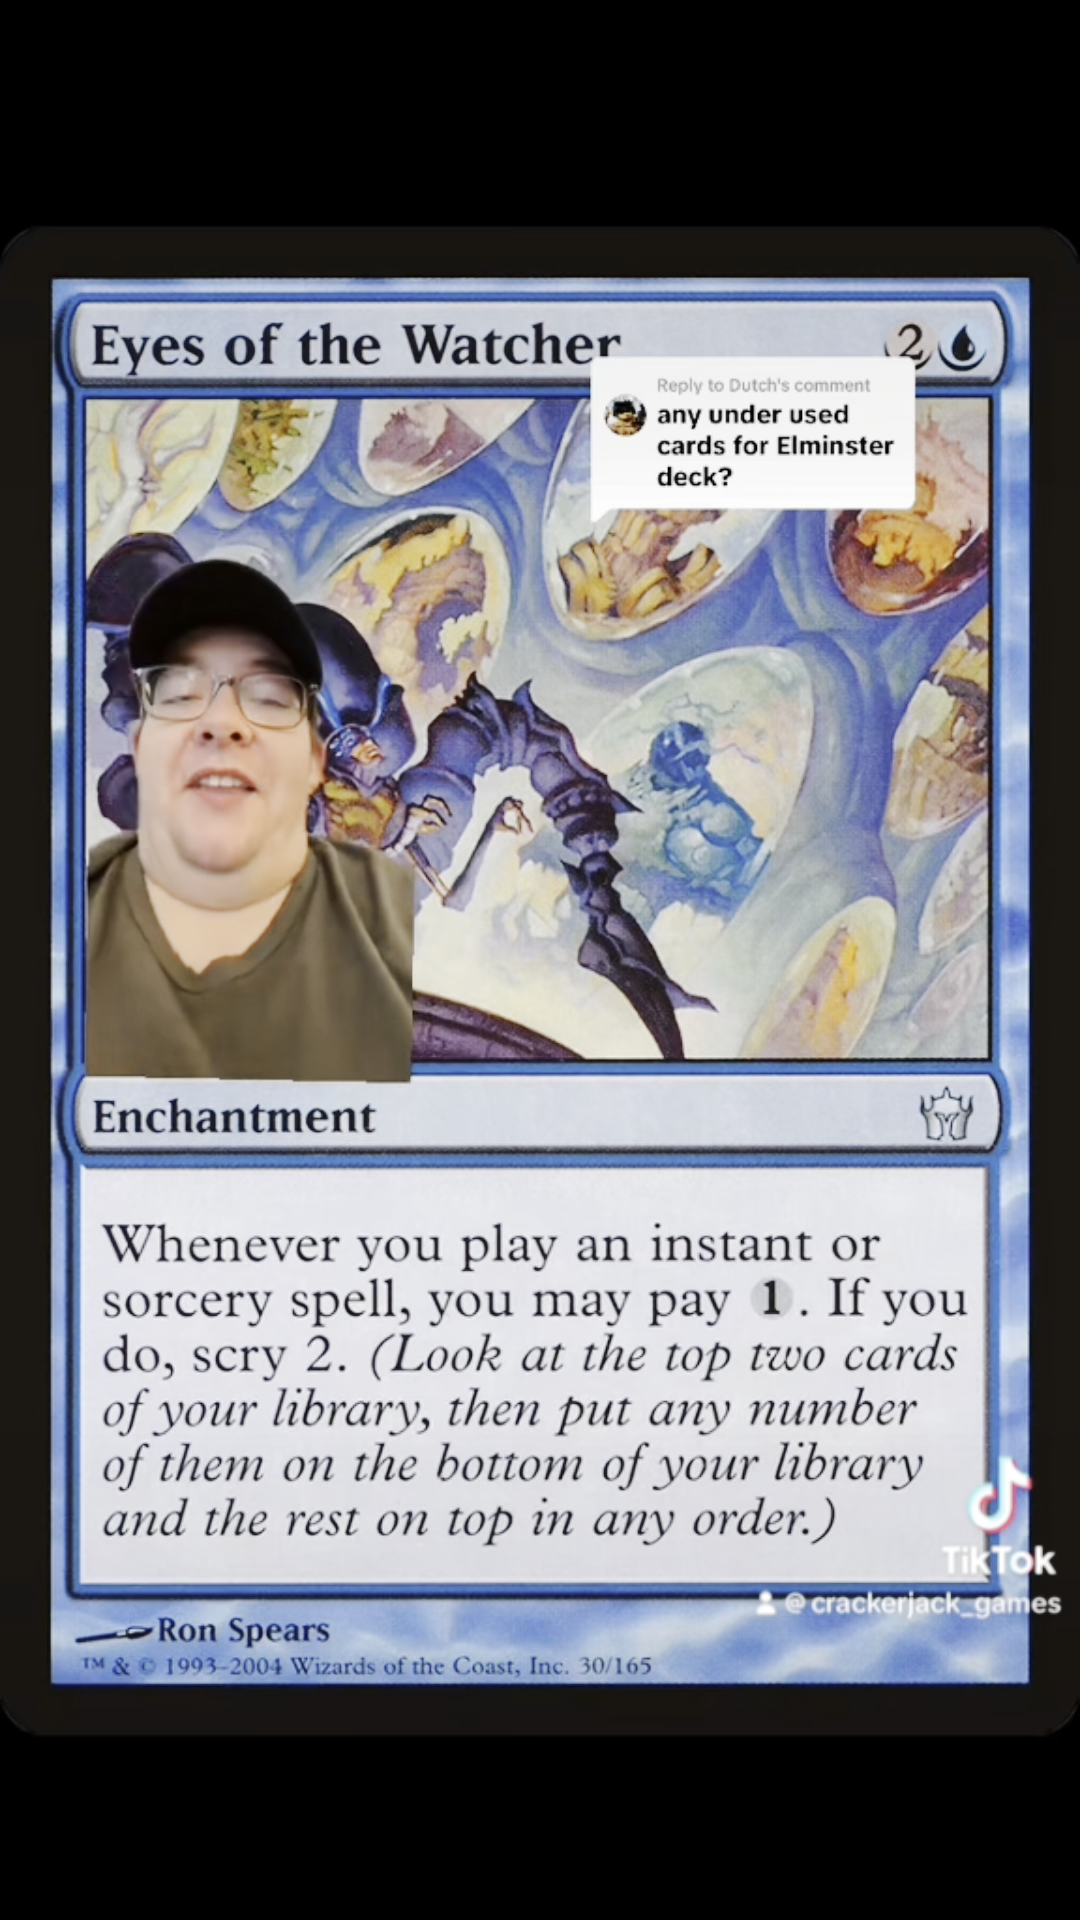 Eyes of the Watcher 2
Reply to Dutch's comment
any under used
cards for Elminster
deck?
Enchantment
Whenever you play an instant or
sorcery spell, you may pay 1. If you
do, scry 2. (Look at the top two cards
of your library, then put any number
of them on the bottom of your library
and the rest on top in any order.)
TikTok
@crackerjack_games
Ron Spears
™ & © 1993–2004 Wizards of the Coast, Inc. 30/165